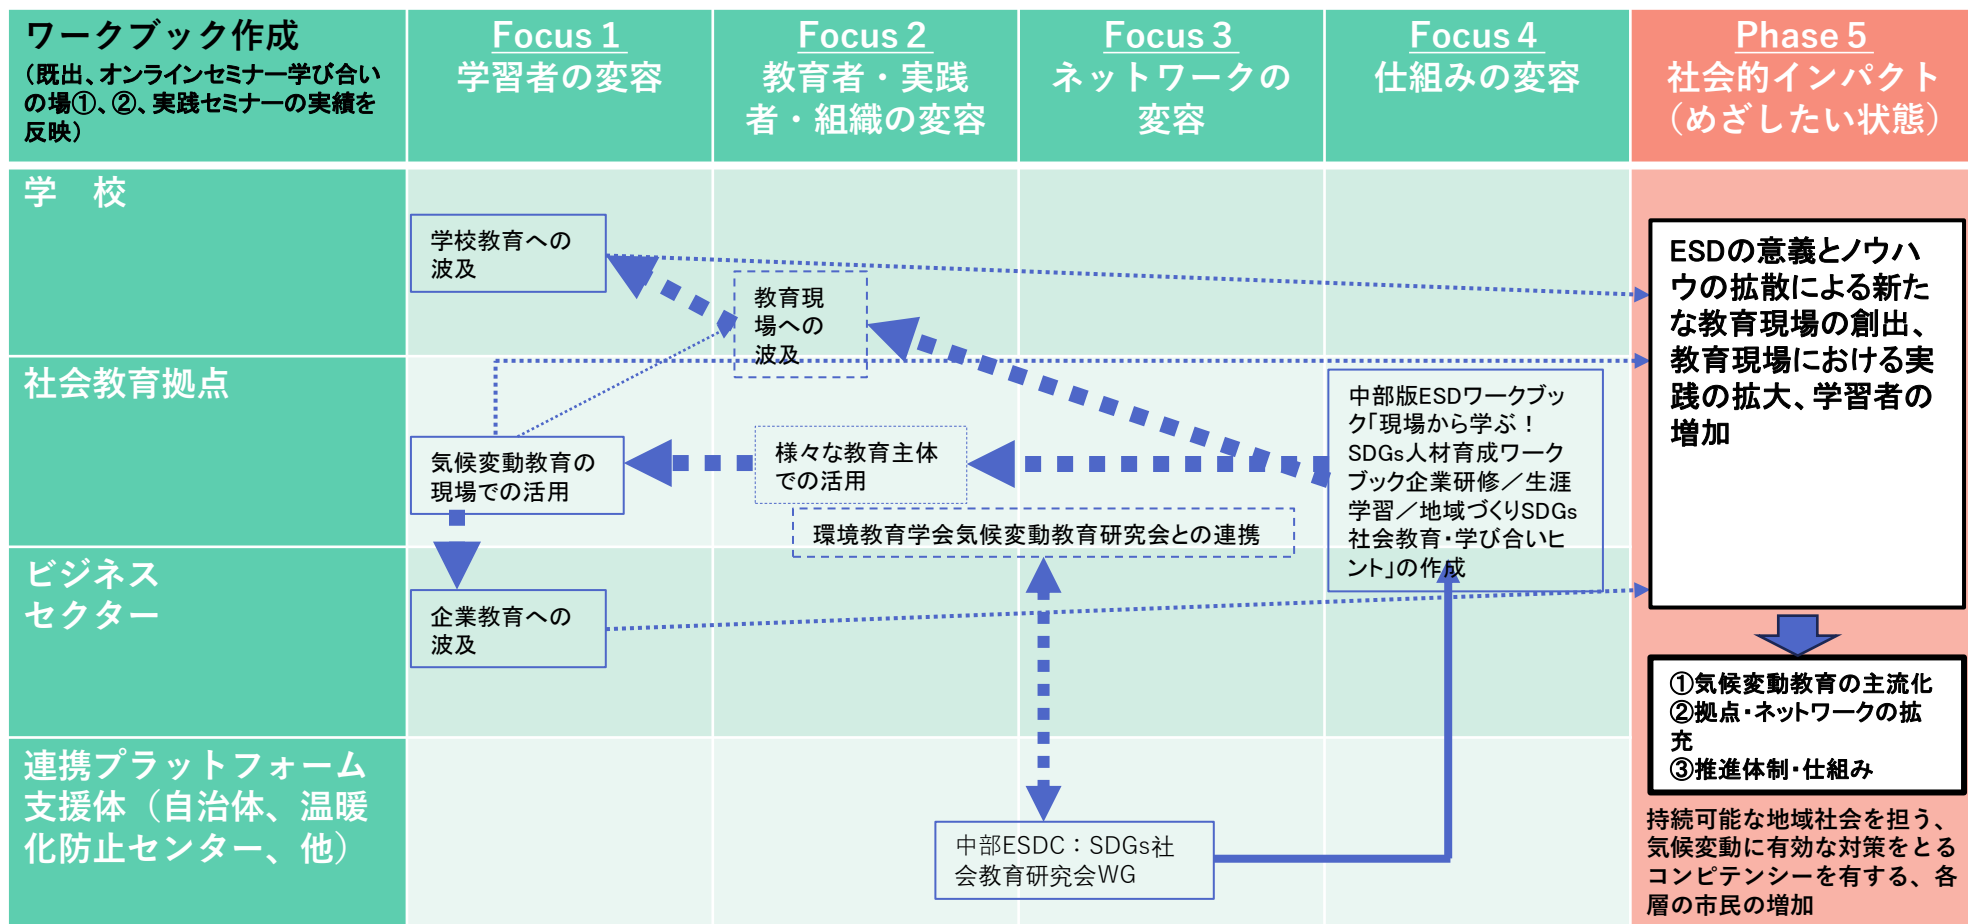 ワークブック作成
（既出、オンラインセミナー学び合い
の場①、②、実践セミナーの実績を
反映）
Focus 1
学習者の変容
Focus 2
教育者・実践
者・組織の変容
Focus 3
ネットワークの
変容
Focus 4
仕組みの変容
Phase 5
社会的インパクト
（めざしたい状態）
学　校
学校教育への
波及
教育現
場への
波及
ESDの意義とノウハ
ウの拡散による新た
な教育現場の創出、
教育現場における実
践の拡大、学習者の
増加
社会教育拠点
気候変動教育の
現場での活用
様々な教育主体
での活用
環境教育学会気候変動教育研究会との連携
中部版ESDワークブッ
ク「現場から学ぶ！
SDGs人材育成ワーク
ブック企業研修／生涯
学習／地域づくりSDGs
社会教育・学び合いヒ
ント」の作成
ビジネス
セクター
企業教育への
波及
①気候変動教育の主流化
②拠点・ネットワークの拡
充
③推進体制・仕組み
連携プラットフォーム
支援体（自治体、温暖
化防止センター、他）
中部ESDC：SDGs社
会教育研究会WG
持続可能な地域社会を担う、
気候変動に有効な対策をとる
コンピテンシーを有する、各
層の市民の増加